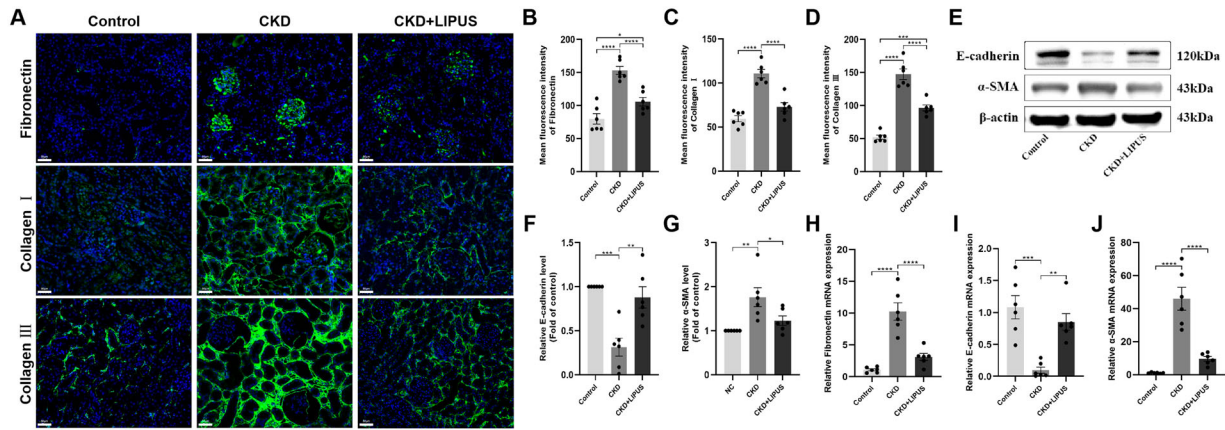 A
Control
CKD
CKD+LIPUS
Fibronectin
Collagen Ⅰ
Collagen Ⅲ
B
Mean fluorescence intensity
of Fibronectin
200
150
100
50
0
*
****
****
Control
CKD
CKD+LIPUS
C
Mean fluorescence intensity
of Collagen Ⅰ
150
100
50
0
****
****
Control
CKD
CKD+LIPUS
D
Mean fluorescence intensity
of Collagen Ⅲ
200
150
100
50
0
***
****
****
Control
CKD
CKD+LIPUS
E
E-cadherin
120kDa
α-SMA
43kDa
β-actin
43kDa
Control
CKD
CKD+LIPUS
F
Relative E-cadherin level
(Fold of control)
1.5
1.0
0.5
0.0
***
**
Control
CKD
CKD+LIPUS
G
Relative α-SMA level
(Fold of control)
4
3
2
1
0
**
*
NC
CKD
CKD+LIPUS
H
Relative Fibronectin mRNA expression
20
15
10
5
0
****
****
Control
CKD
CKD+LIPUS
I
Relative E-cadherin mRNA expression
2.0
1.5
1.0
0.5
0.0
***
**
Control
CKD
CKD+LIPUS
J
Relative α-SMA mRNA expression
80
60
40
20
0
****
****
Control
CKD
CKD+LIPUS